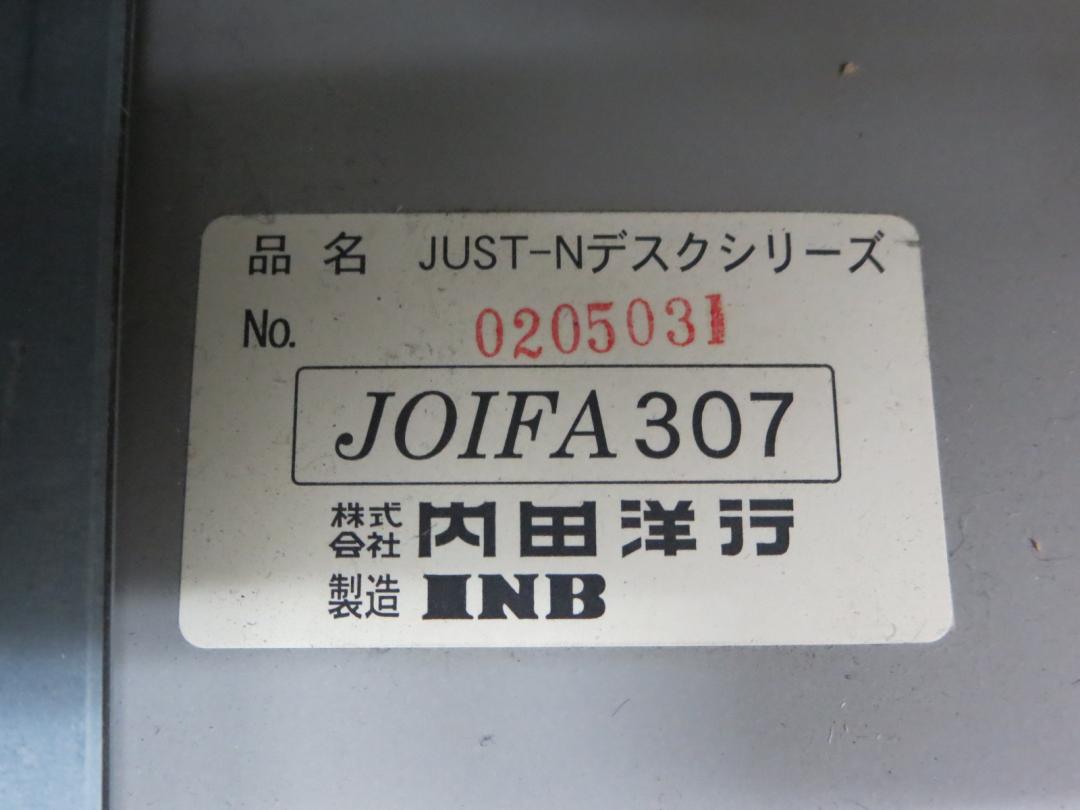 品名 JUST-Nデスクシリーズ
No. 0205031
JOIFA 307
株式会社 内田洋行
製造 INB